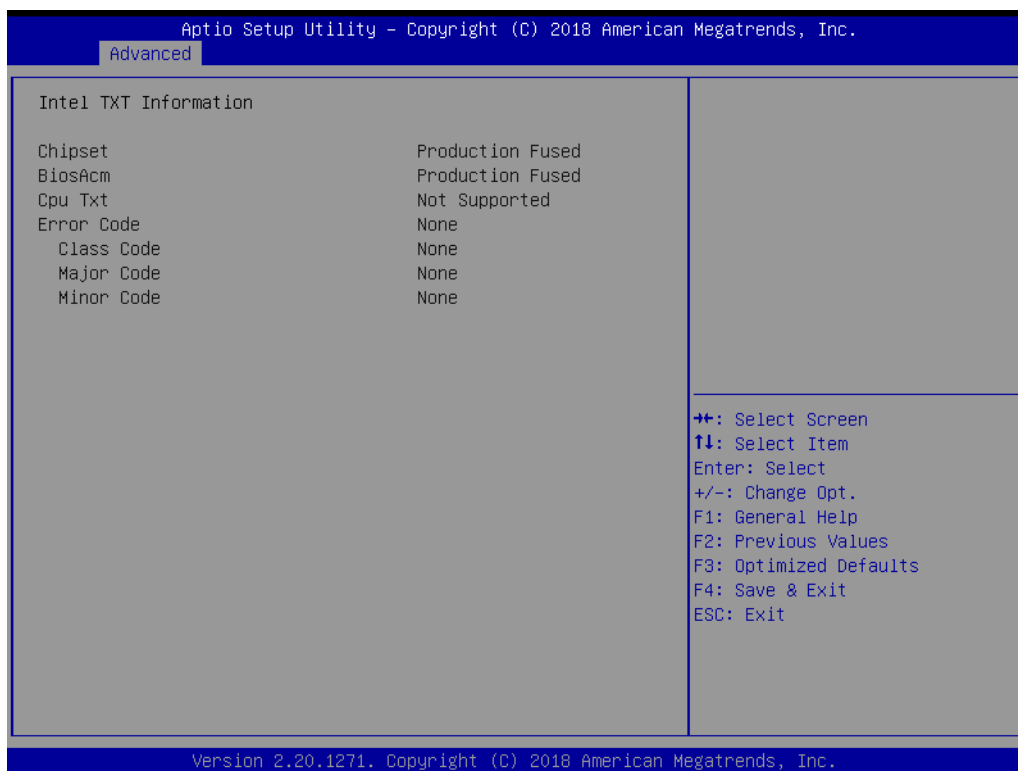 Aptio Setup Utility – Copyright (C) 2018 American Megatrends, Inc.
Advanced
Intel TXT Information
Chipset Production Fused
BiosAcm Production Fused
Cpu Txt Not Supported
Error Code None
Class Code None
Major Code None
Minor Code None
→←: Select Screen
↑↓: Select Item
Enter: Select
+/-: Change Opt.
F1: General Help
F2: Previous Values
F3: Optimized Defaults
F4: Save & Exit
ESC: Exit
Version 2.20.1271. Copyright (C) 2018 American Megatrends, Inc.